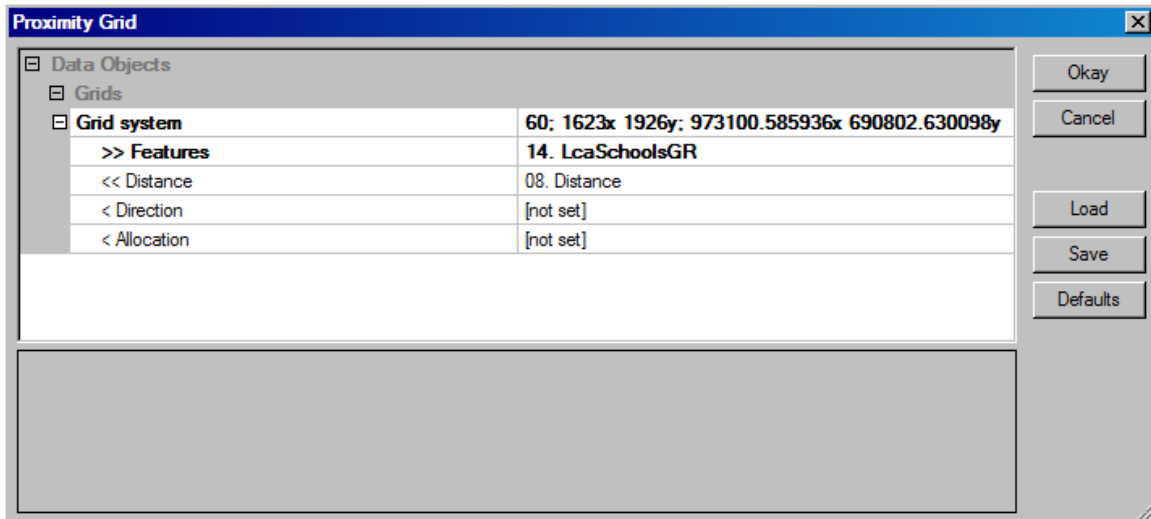 Proximity Grid
Data Objects
Grids
Grid system 60; 1623x 1926y; 973100.585936x 690802.630098y
>> Features 14. LcaSchoolsGR
<< Distance 08. Distance
< Direction [not set]
< Allocation [not set]
Okay
Cancel
Load
Save
Defaults